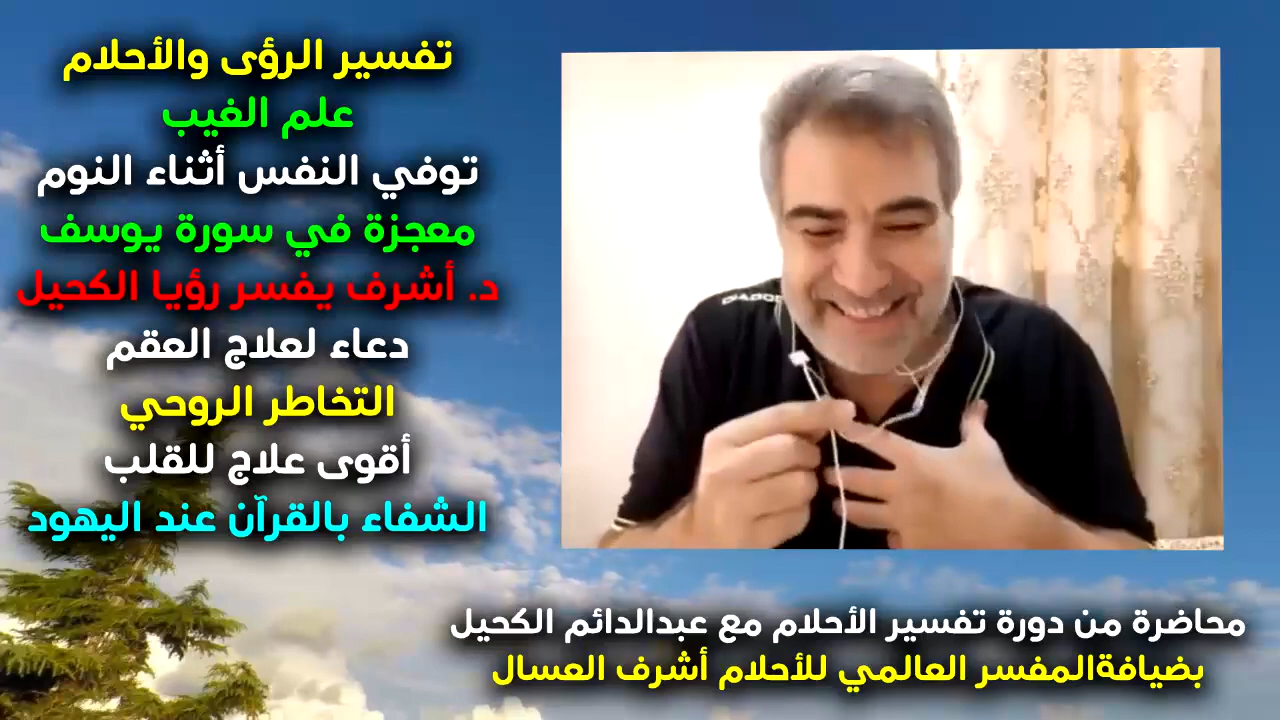 تفسير الرؤى والأحلام
علم الغيب
توفي النفس أثناء النوم
معجزة في سورة يوسف
د. أشرف يفسر رؤيا الكحيل
دعاء لعلاج العقم
التخاطر الروحي
أقوى علاج للقلب
الشفاء بالقرآن عند اليهود
محاضرة من دورة تفسير الأحلام مع عبدالدائم الكحيل
بضيافةالمفسر العالمي للأحلام أشرف العسال